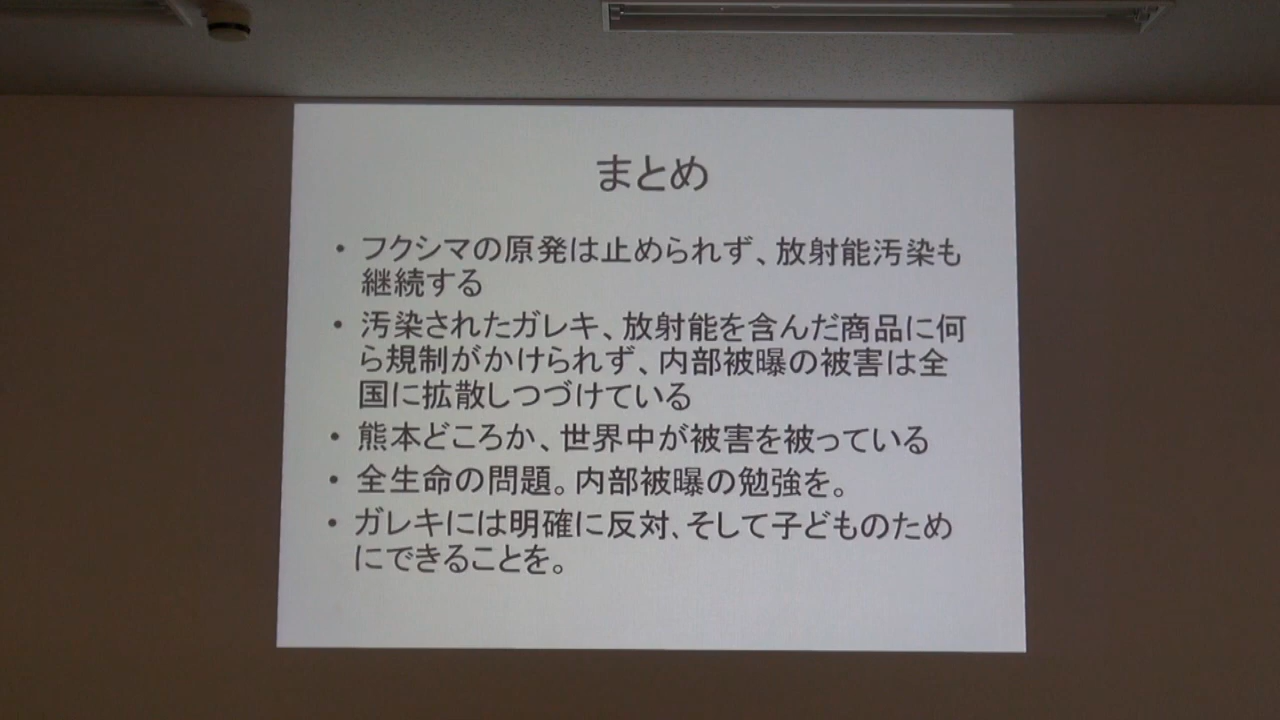 まとめ
・フクシマの原発は止められず、放射能汚染も
継続する
・汚染されたガレキ、放射能を含んだ商品に何
ら規制がかけられず、内部被曝の被害は全
国に拡散しつづけている
・熊本どころか、世界中が被害を被っている
・全生命の問題。内部被曝の勉強を。
・ガレキには明確に反対、そして子どものため
にできることを。